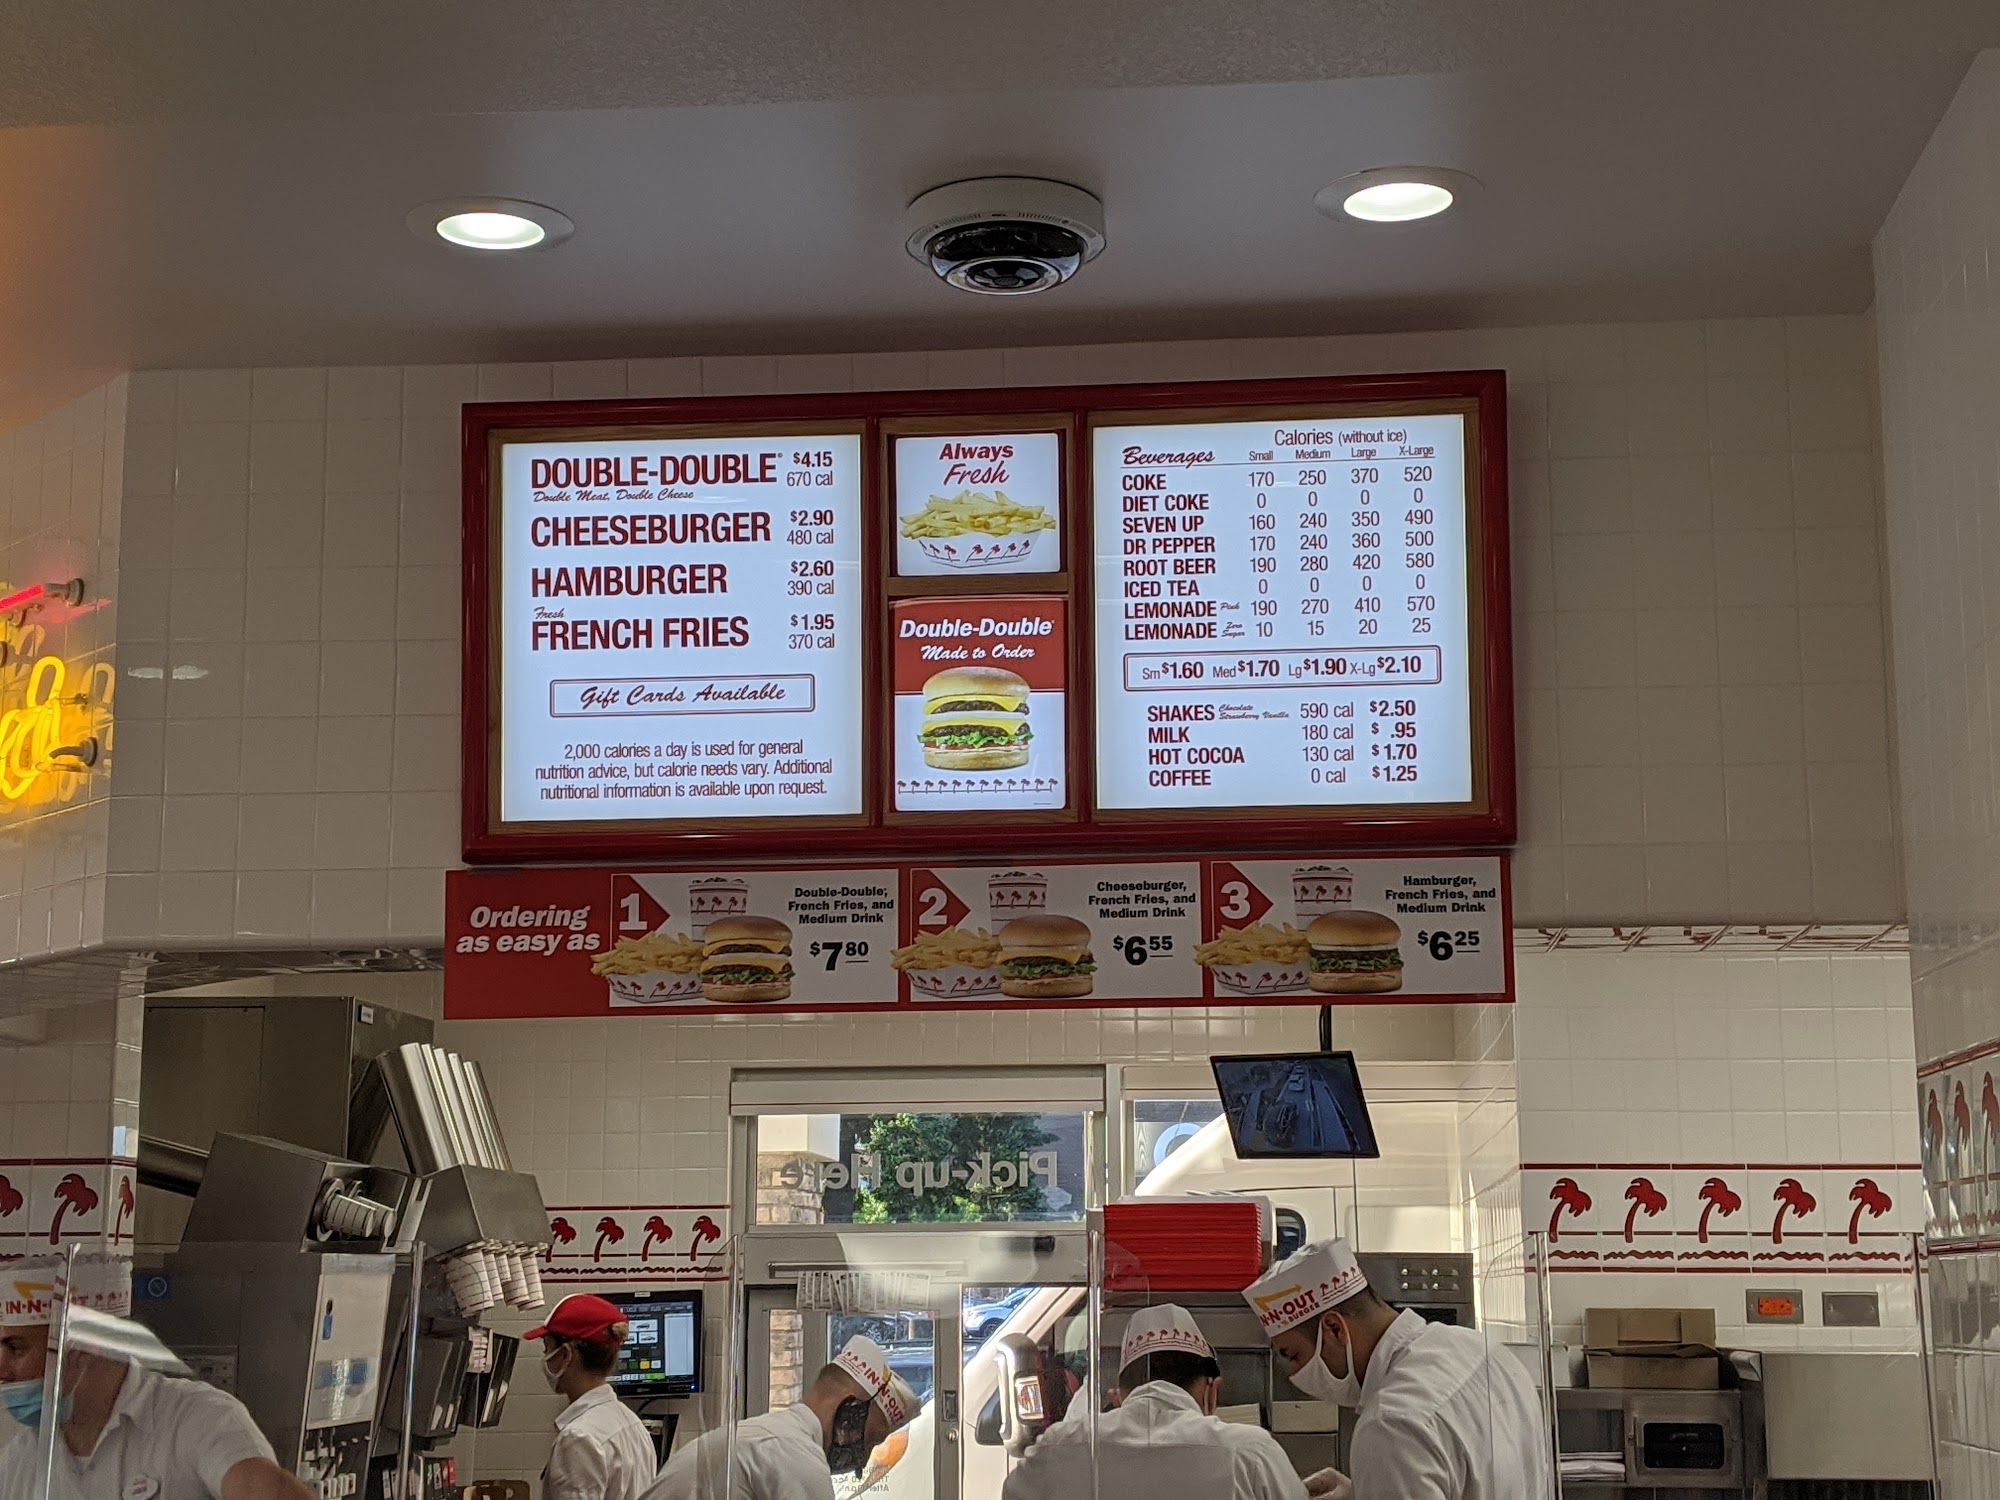 DOUBLE-DOUBLE® $4.15
Double Meat, Double Cheese 670 cal
CHEESEBURGER $2.90
480 cal
HAMBURGER $2.60
390 cal
Fresh
FRENCH FRIES $1.95
370 cal
Gift Cards Available
2,000 calories a day is used for general
nutrition advice, but calorie needs vary. Additional
nutritional information is available upon request.
Always
Fresh
Double-Double®
Made to Order
Calories (without ice)
Beverages Small Medium Large X-Large
COKE 170 250 370 520
DIET COKE 0 0 0 0
SEVEN UP 160 240 350 490
DR PEPPER 170 240 360 500
ROOT BEER 190 280 420 580
ICED TEA 0 0 0 0
LEMONADE Pink 190 270 410 570
LEMONADE Zero Sugar 10 15 20 25
Sm $1.60 Med $1.70 Lg $1.90 X-Lg $2.10
SHAKES Chocolate Strawberry Vanilla 590 cal $2.50
MILK 180 cal $ .95
HOT COCOA 130 cal $1.70
COFFEE 0 cal $1.25
Ordering
as easy as
1
Double-Double,®
French Fries, and
Medium Drink
$7 80
2
Cheeseburger,
French Fries, and
Medium Drink
$6 55
3
Hamburger,
French Fries, and
Medium Drink
$6 25
Pick-up Here
IN-N-OUT
IN-N-OUT
IN-N-OUT
BURGER